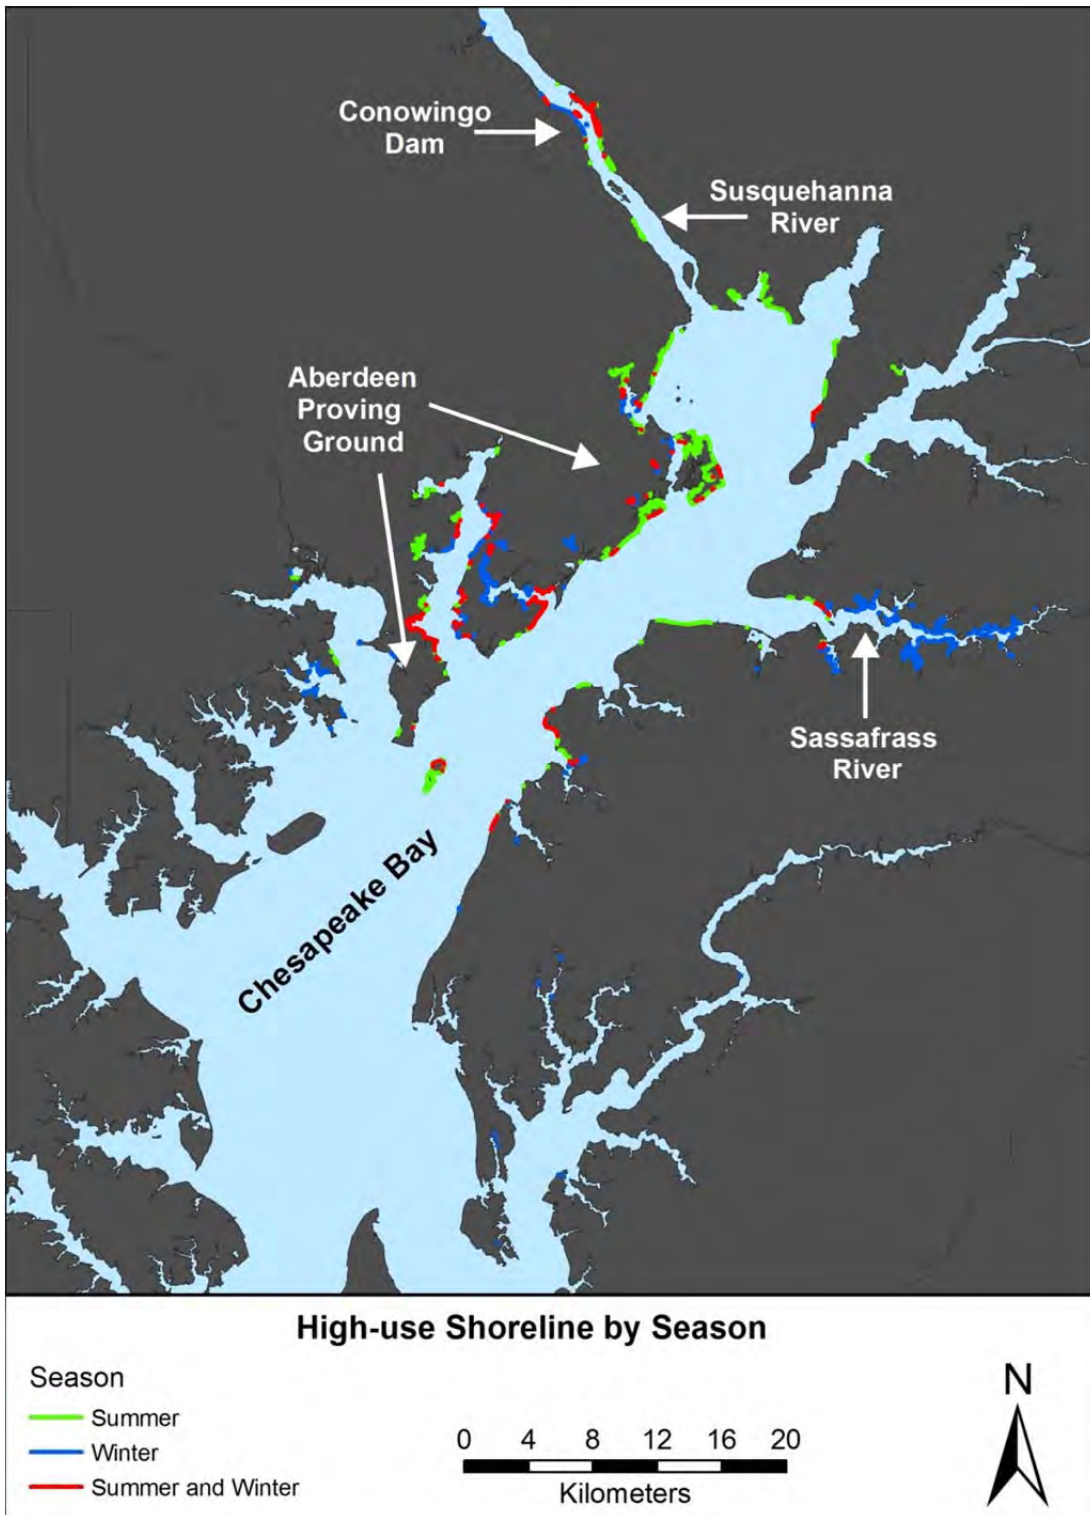 Conowingo
Dam
Susquehanna
River
Aberdeen
Proving
Ground
Sassafrass
River
Chesapeake Bay
High-use Shoreline by Season
Season
Summer
Winter
Summer and Winter
0 4 8 12 16 20
Kilometers
N